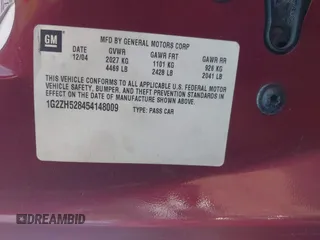 GM
MFD BY GENERAL MOTORS CORP
DATE GVWR GAWR FRT GAWR RR
12/04 2027 KG 1101 KG 926 KG
4469 LB 2428 LB 2041 LB
THIS VEHICLE CONFORMS TO ALL APPLICABLE U.S. FEDERAL MOTOR
VEHICLE SAFETY, BUMPER, AND THEFT PREVENTION STANDARDS
IN EFFECT ON THE DATE OF MANUFACTURE SHOWN ABOVE.
1G2ZH528454148009 TYPE: PASS CAR
DREAMBID